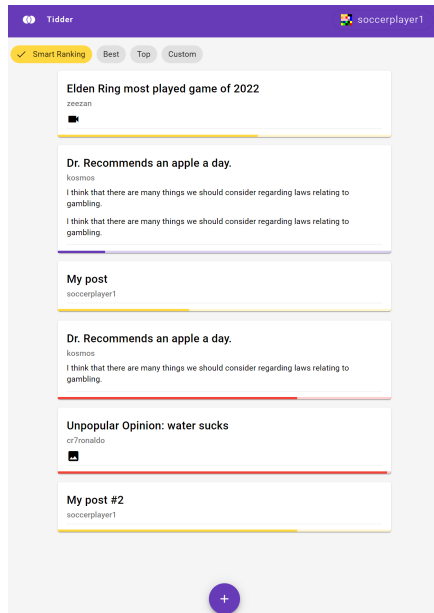 Tidder
soccerplayer1
Smart Ranking
Best
Top
Custom
Elden Ring most played game of 2022
zeezan
Dr. Recommends an apple a day.
kosmos
I think that there are many things we should consider regarding laws relating to
gambling.
I think that there are many things we should consider regarding laws relating to
gambling.
My post
soccerplayer1
Dr. Recommends an apple a day.
kosmos
I think that there are many things we should consider regarding laws relating to
gambling.
Unpopular Opinion: water sucks
cr7ronaldo
My post #2
soccerplayer1
+